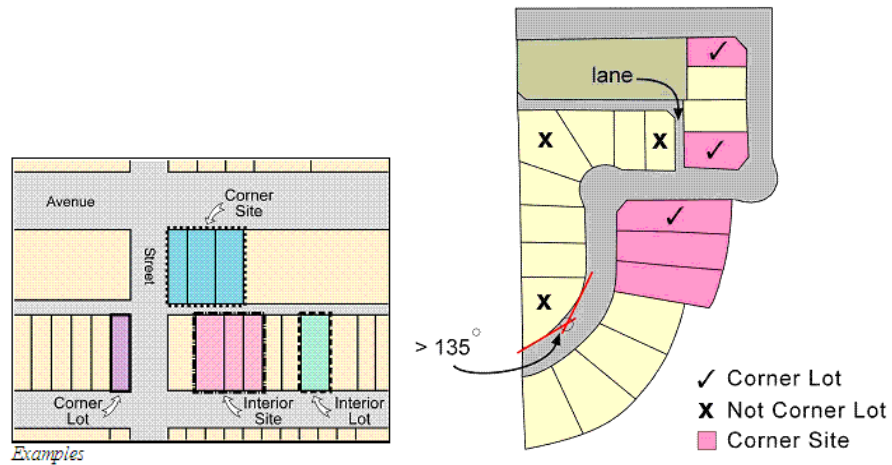 Avenue
Corner
Site
Street
Corner
Lot
Interior
Site
Interior
Lot
Examples
lane
✓
X
X
✓
✓
X
> 135°
✓ Corner Lot
X Not Corner Lot
Corner Site